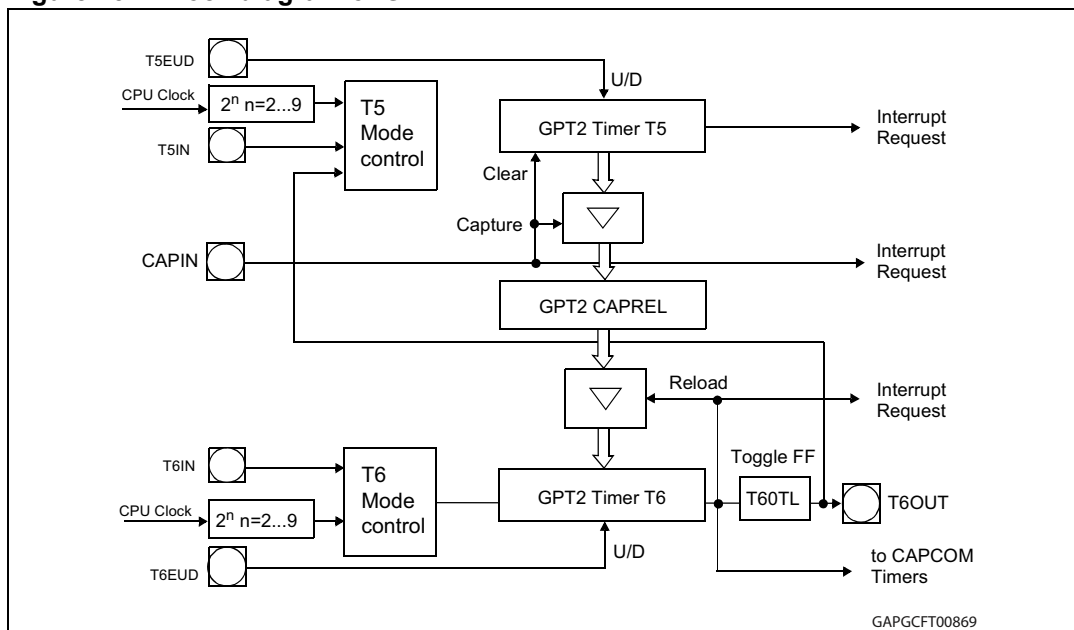 T5EUD
U/D
CPU Clock
2ⁿ n=2...9
T5
Mode
control
GPT2 Timer T5
Interrupt
Request
T5IN
Clear
Capture
CAPIN
Interrupt
Request
GPT2 CAPREL
Reload
Interrupt
Request
T6IN
T6
Mode
control
Toggle FF
GPT2 Timer T6
T60TL
T6OUT
CPU Clock
2ⁿ n=2...9
U/D
T6EUD
to CAPCOM
Timers
GAPGCFT00869